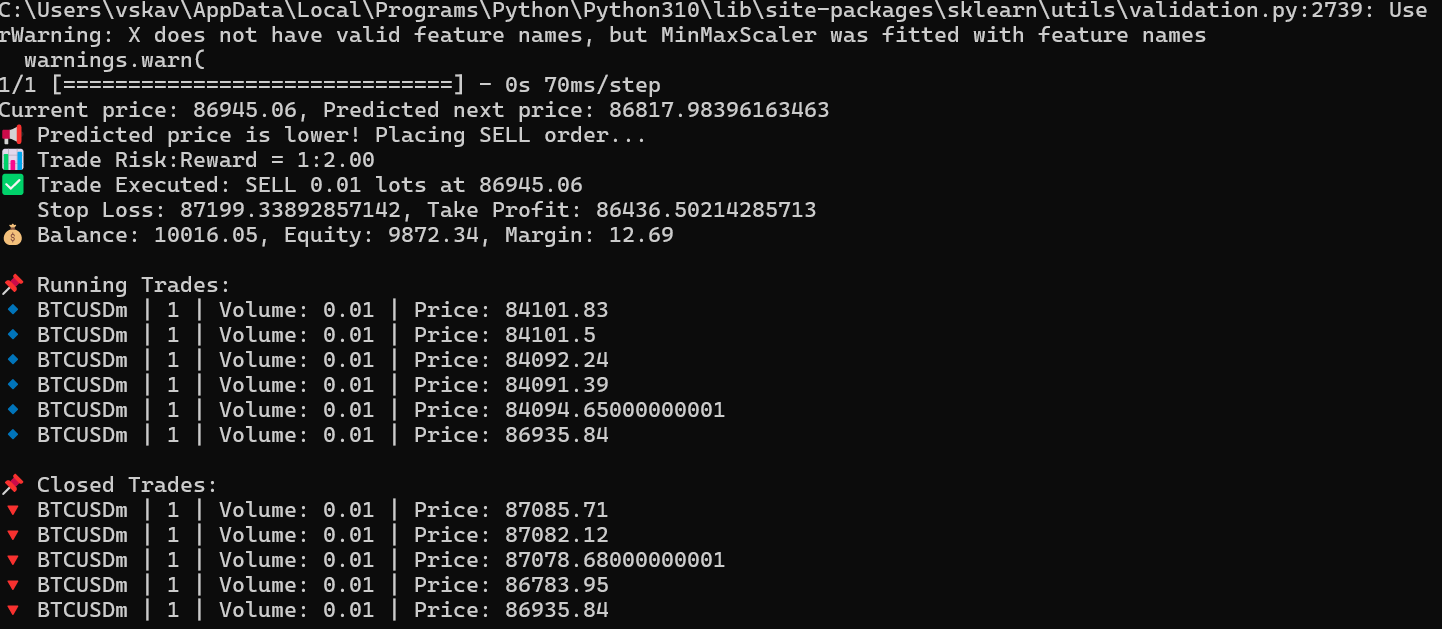 C:\Users\vskav\AppData\Local\Programs\Python\Python310\lib\site-packages\sklearn\utils\validation.py:2739: Use
rWarning: X does not have valid feature names, but MinMaxScaler was fitted with feature names
  warnings.warn(
1/1 [==============================] - 0s 70ms/step
Current price: 86945.06, Predicted next price: 86817.98396163463
📢 Predicted price is lower! Placing SELL order...
📊 Trade Risk:Reward = 1:2.00
✅ Trade Executed: SELL 0.01 lots at 86945.06
   Stop Loss: 87199.33892857142, Take Profit: 86436.50214285713
💰 Balance: 10016.05, Equity: 9872.34, Margin: 12.69
📌 Running Trades:
🔹 BTCUSDm | 1 | Volume: 0.01 | Price: 84101.83
🔹 BTCUSDm | 1 | Volume: 0.01 | Price: 84101.5
🔹 BTCUSDm | 1 | Volume: 0.01 | Price: 84092.24
🔹 BTCUSDm | 1 | Volume: 0.01 | Price: 84091.39
🔹 BTCUSDm | 1 | Volume: 0.01 | Price: 84094.65000000001
🔹 BTCUSDm | 1 | Volume: 0.01 | Price: 86935.84
📌 Closed Trades:
🔻 BTCUSDm | 1 | Volume: 0.01 | Price: 87085.71
🔻 BTCUSDm | 1 | Volume: 0.01 | Price: 87082.12
🔻 BTCUSDm | 1 | Volume: 0.01 | Price: 87078.68000000001
🔻 BTCUSDm | 1 | Volume: 0.01 | Price: 86783.95
🔻 BTCUSDm | 1 | Volume: 0.01 | Price: 86935.84